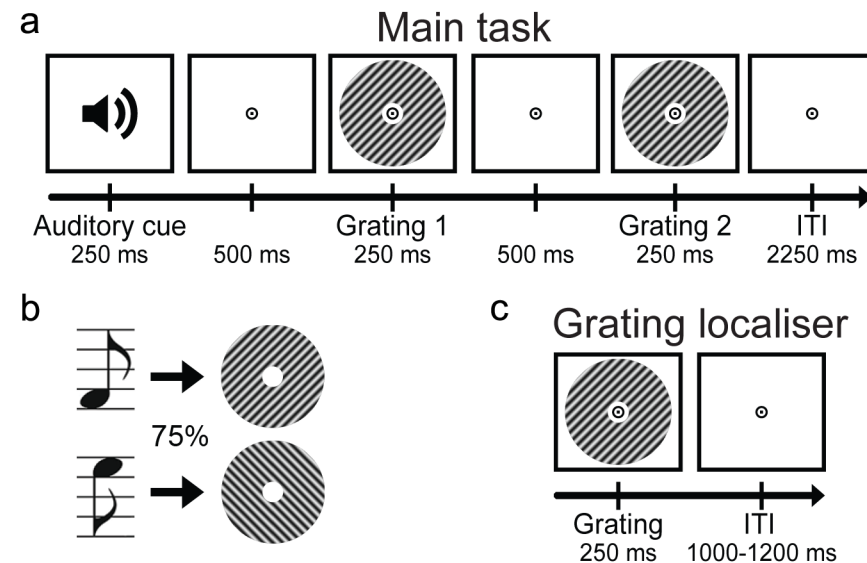 a
Main task
Auditory cue
250 ms
500 ms
Grating 1
250 ms
500 ms
Grating 2
250 ms
ITI
2250 ms
b
75%
c
Grating localiser
Grating
250 ms
ITI
1000-1200 ms